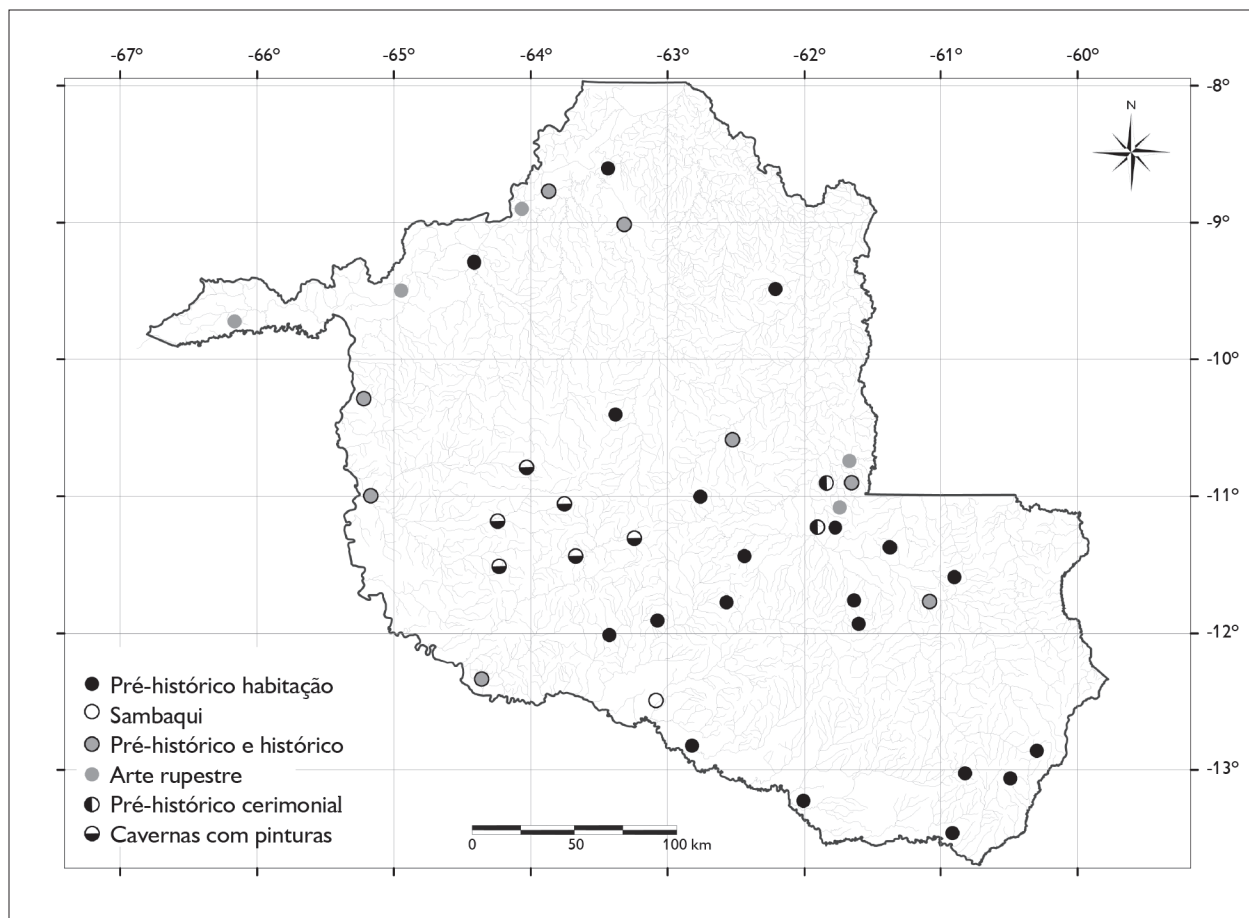 -67° -66° -65° -64° -63° -62° -61° -60°
N
-8°
-9°
-10°
-11°
-12°
-13°
Pré-histórico habitação
Sambaqui
Pré-histórico e histórico
Arte rupestre
Pré-histórico cerimonial
Cavernas com pinturas
0 50 100 km